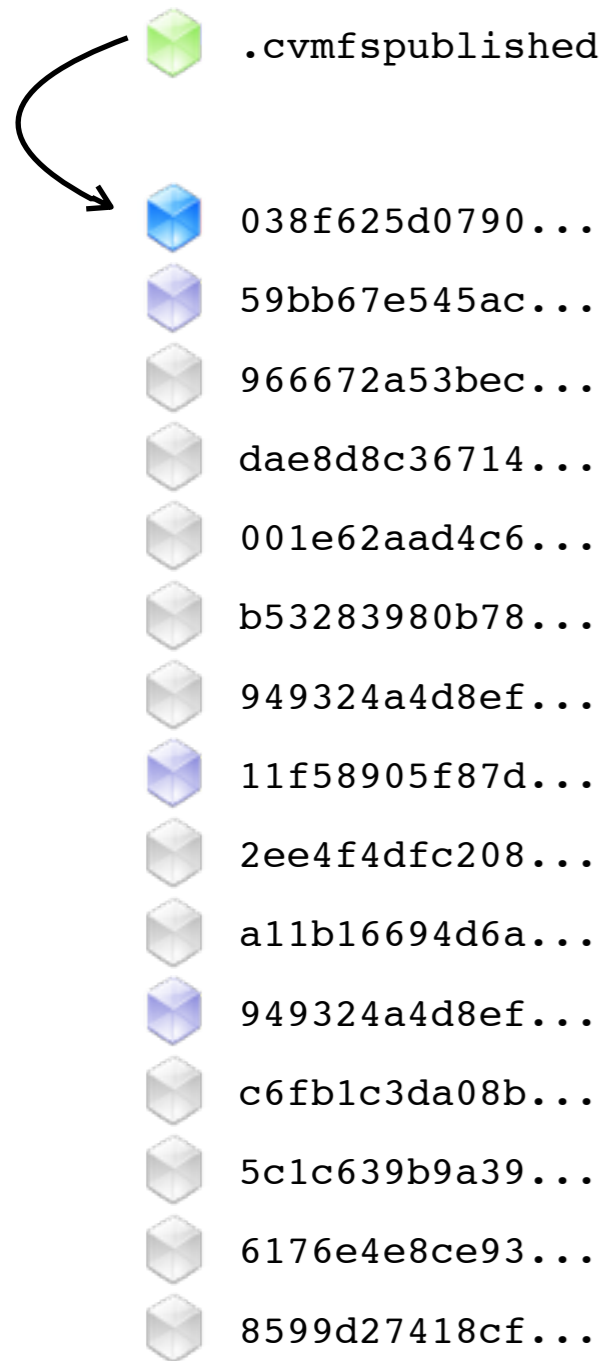 .cvmfspublished
038f625d0790...
59bb67e545ac...
966672a53bec...
dae8d8c36714...
001e62aad4c6...
b53283980b78...
949324a4d8ef...
11f58905f87d...
2ee4f4dfc208...
a11b16694d6a...
949324a4d8ef...
c6fb1c3da08b...
5c1c639b9a39...
6176e4e8ce93...
8599d27418cf...